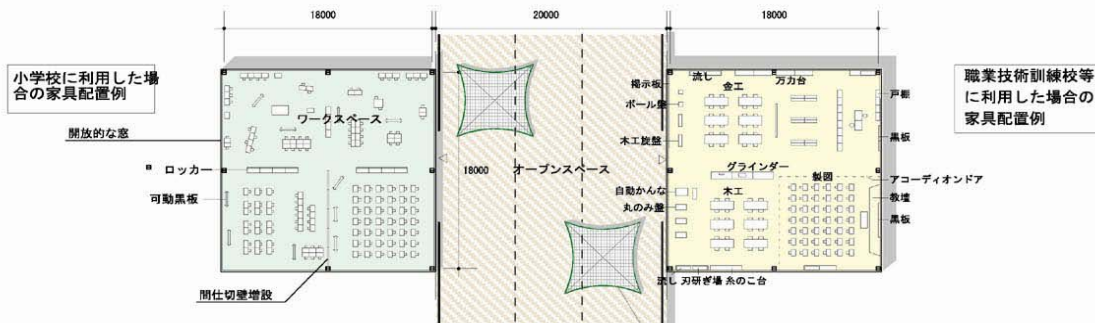 18000
20000
18000
小学校に利用した場
合の家具配置例
開放的な窓
ロッカー
可動黒板
間仕切壁増設
ワークスペース
18000
オープンスペース
掲示板
ボール盤
木工旋盤
自動かんな
丸のみ盤
流し
金工
万力台
グラインダー
木工
製図
流し 刃研ぎ場 糸のこ台
戸棚
黒板
アコーディオンドア
教壇
黒板
職業技術訓練校等
に利用した場合の
家具配置例